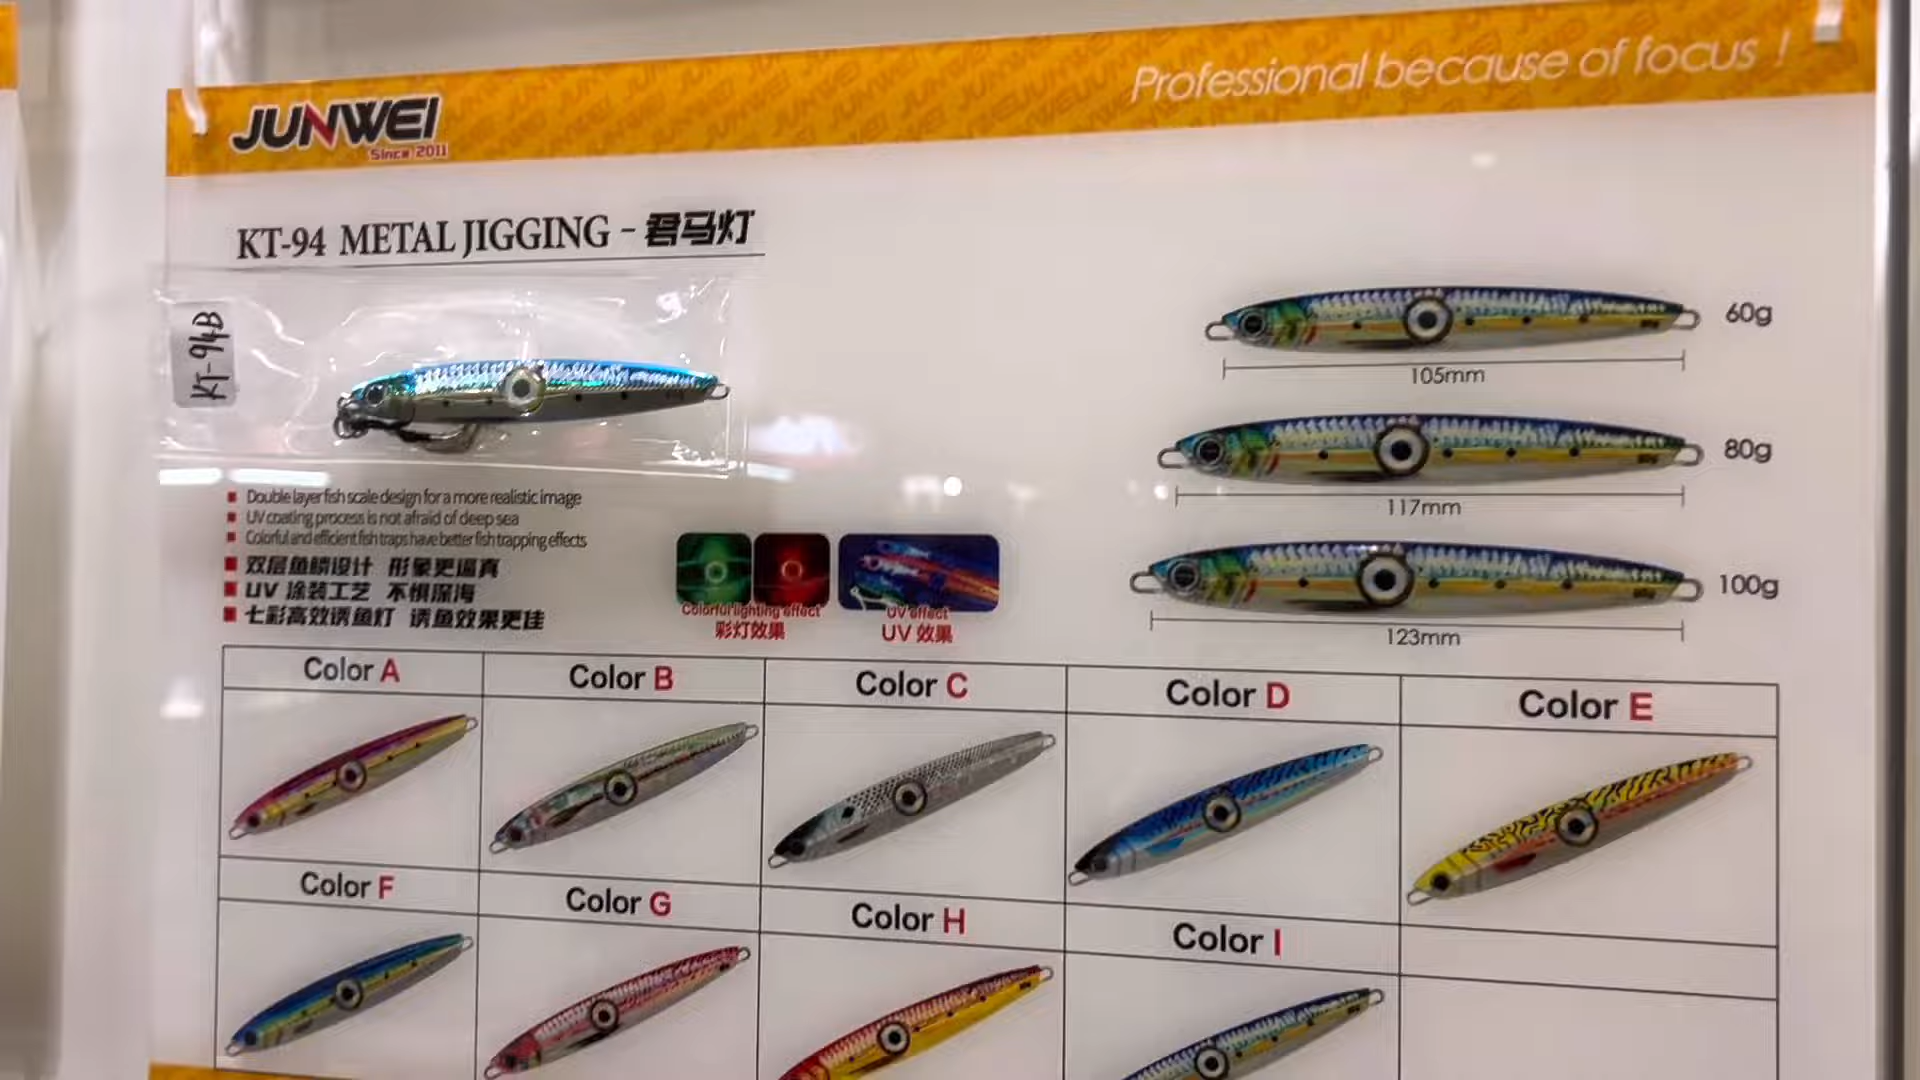 JUNWEI
Since 2011
Professional because of focus !
KT-94 METAL JIGGING - 君马灯
KT-94B
60g
105mm
80g
117mm
100g
123mm
Double layer fish scale design for a more realistic image
UV coating process is not afraid of deep sea
Colorful and efficient fish traps have better fish trapping effects
双层鱼鳞设计 形象更逼真
UV 涂装工艺 不惧深海
七彩高效诱鱼灯 诱鱼效果更佳
Colorful lighting effect
彩灯效果
UV effect
UV 效果
Color A
Color B
Color C
Color D
Color E
Color F
Color G
Color H
Color I